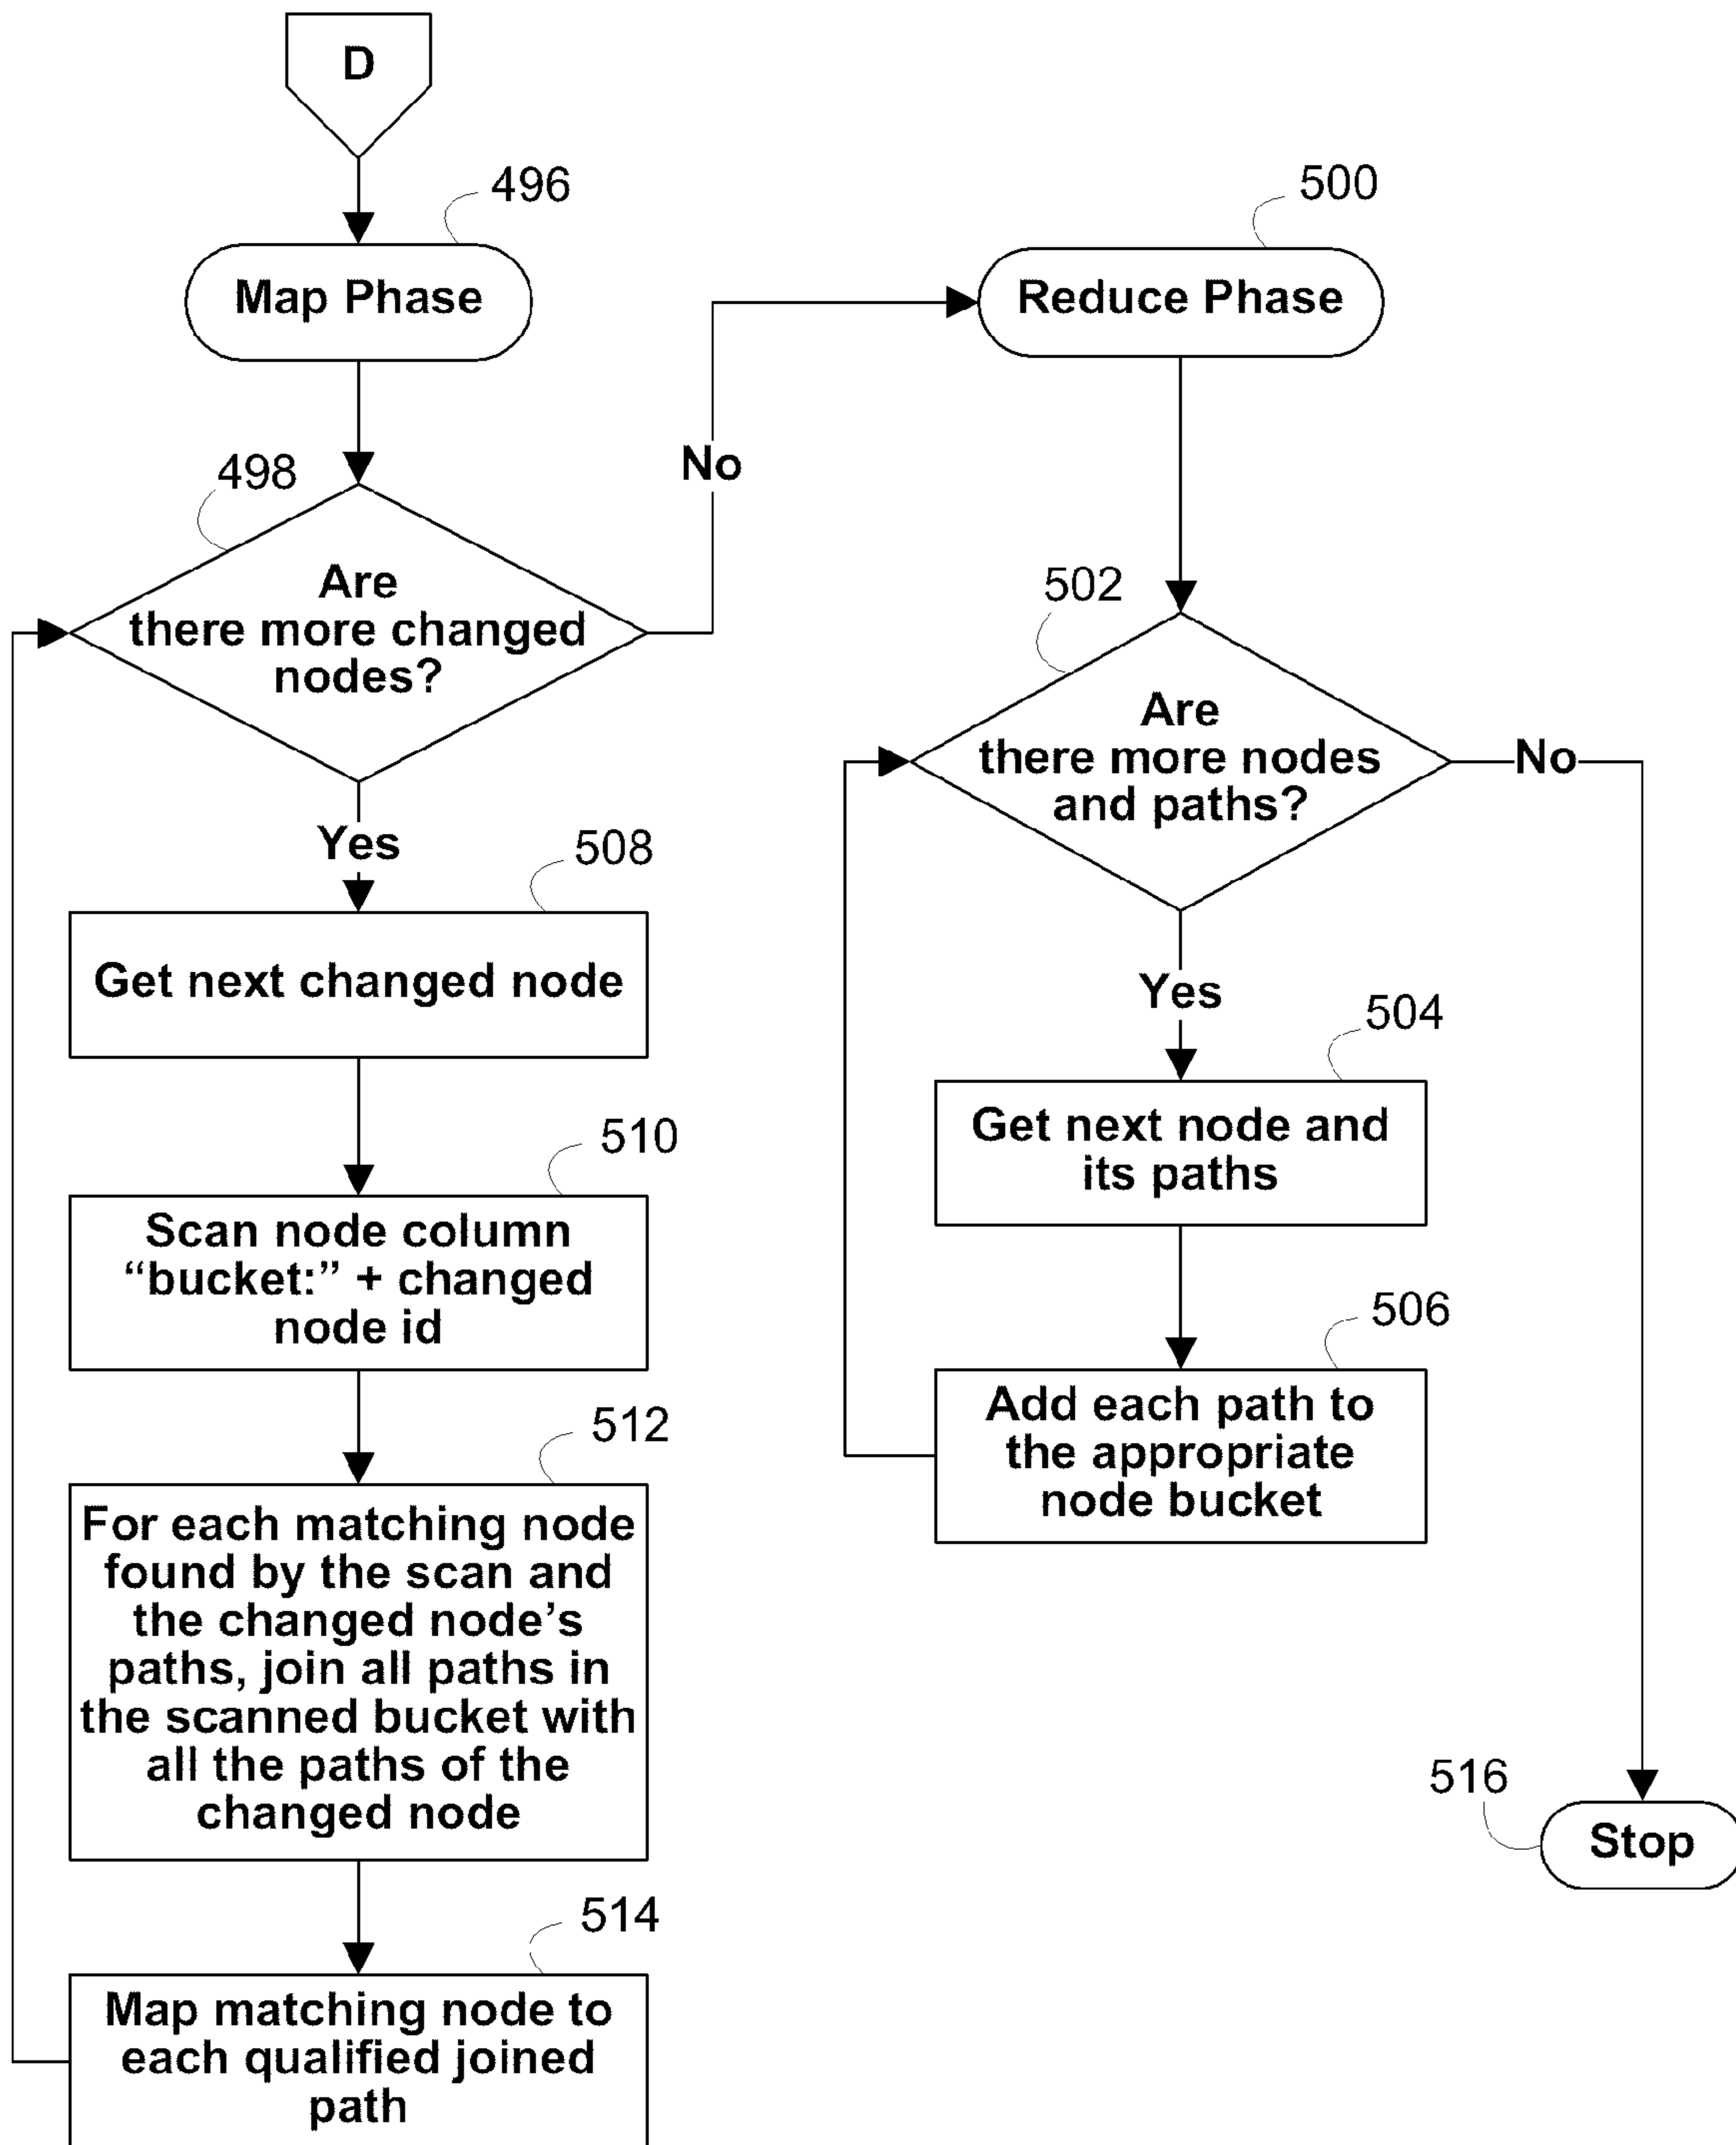 D
496
Map Phase
498
Are
there more changed
nodes?
No
Yes
508
Get next changed node
510
Scan node column
“bucket:” + changed
node id
512
For each matching node
found by the scan and
the changed node’s
paths, join all paths in
the scanned bucket with
all the paths of the
changed node
514
Map matching node to
each qualified joined
path
500
Reduce Phase
502
Are
there more nodes
and paths?
No
Yes
504
Get next node and
its paths
506
Add each path to
the appropriate
node bucket
516
Stop